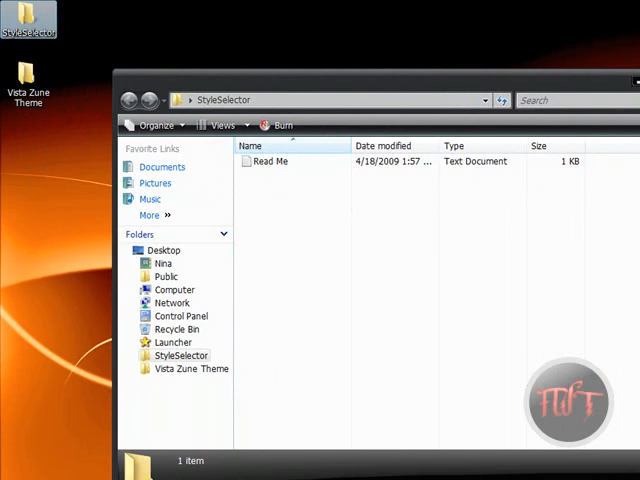 StyleSelector
Vista Zune
Theme
StyleSelector
Search
Organize
Views
Burn
Favorite Links
Name
Date modified
Type
Size
Read Me
4/18/2009 1:57 ...
Text Document
1 KB
Documents
Pictures
Music
More »
Folders
Desktop
Nina
Public
Computer
Network
Control Panel
Recycle Bin
Launcher
StyleSelector
Vista Zune Theme
1 item